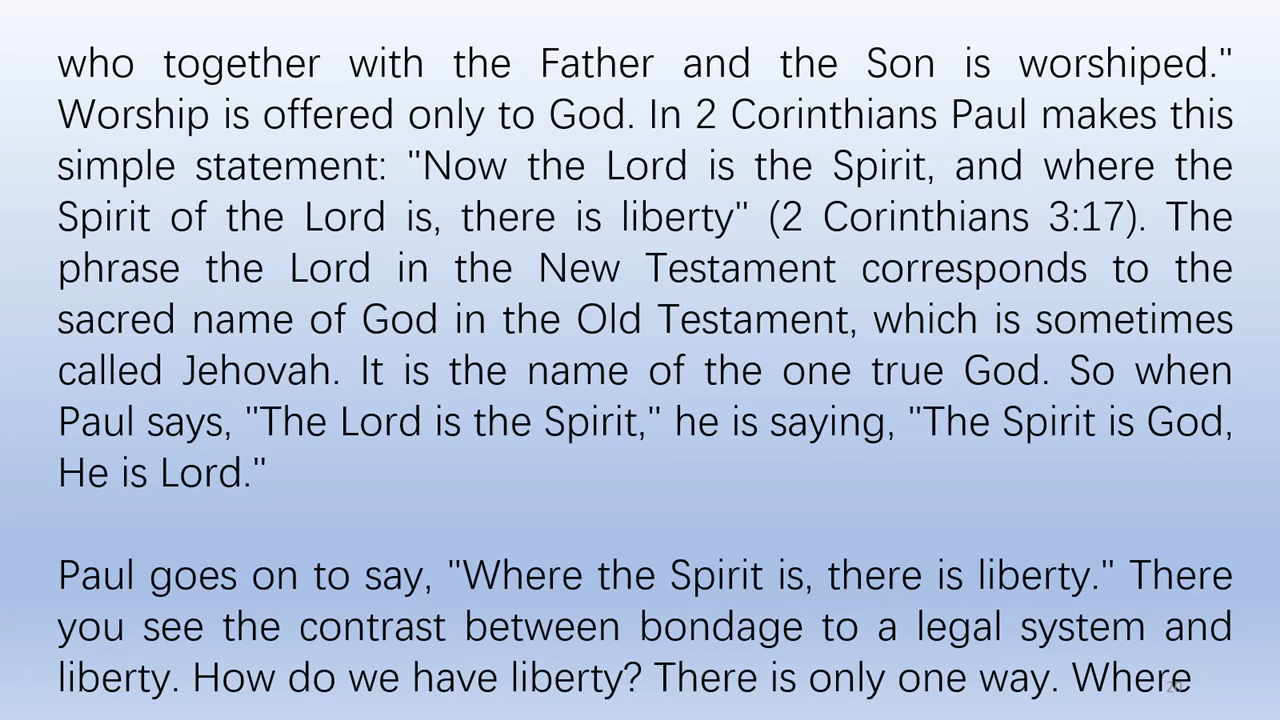 who together with the Father and the Son is worshiped."
Worship is offered only to God. In 2 Corinthians Paul makes this
simple statement: "Now the Lord is the Spirit, and where the
Spirit of the Lord is, there is liberty" (2 Corinthians 3:17). The
phrase the Lord in the New Testament corresponds to the
sacred name of God in the Old Testament, which is sometimes
called Jehovah. It is the name of the one true God. So when
Paul says, "The Lord is the Spirit," he is saying, "The Spirit is God,
He is Lord."
Paul goes on to say, "Where the Spirit is, there is liberty." There
you see the contrast between bondage to a legal system and
liberty. How do we have liberty? There is only one way. Where